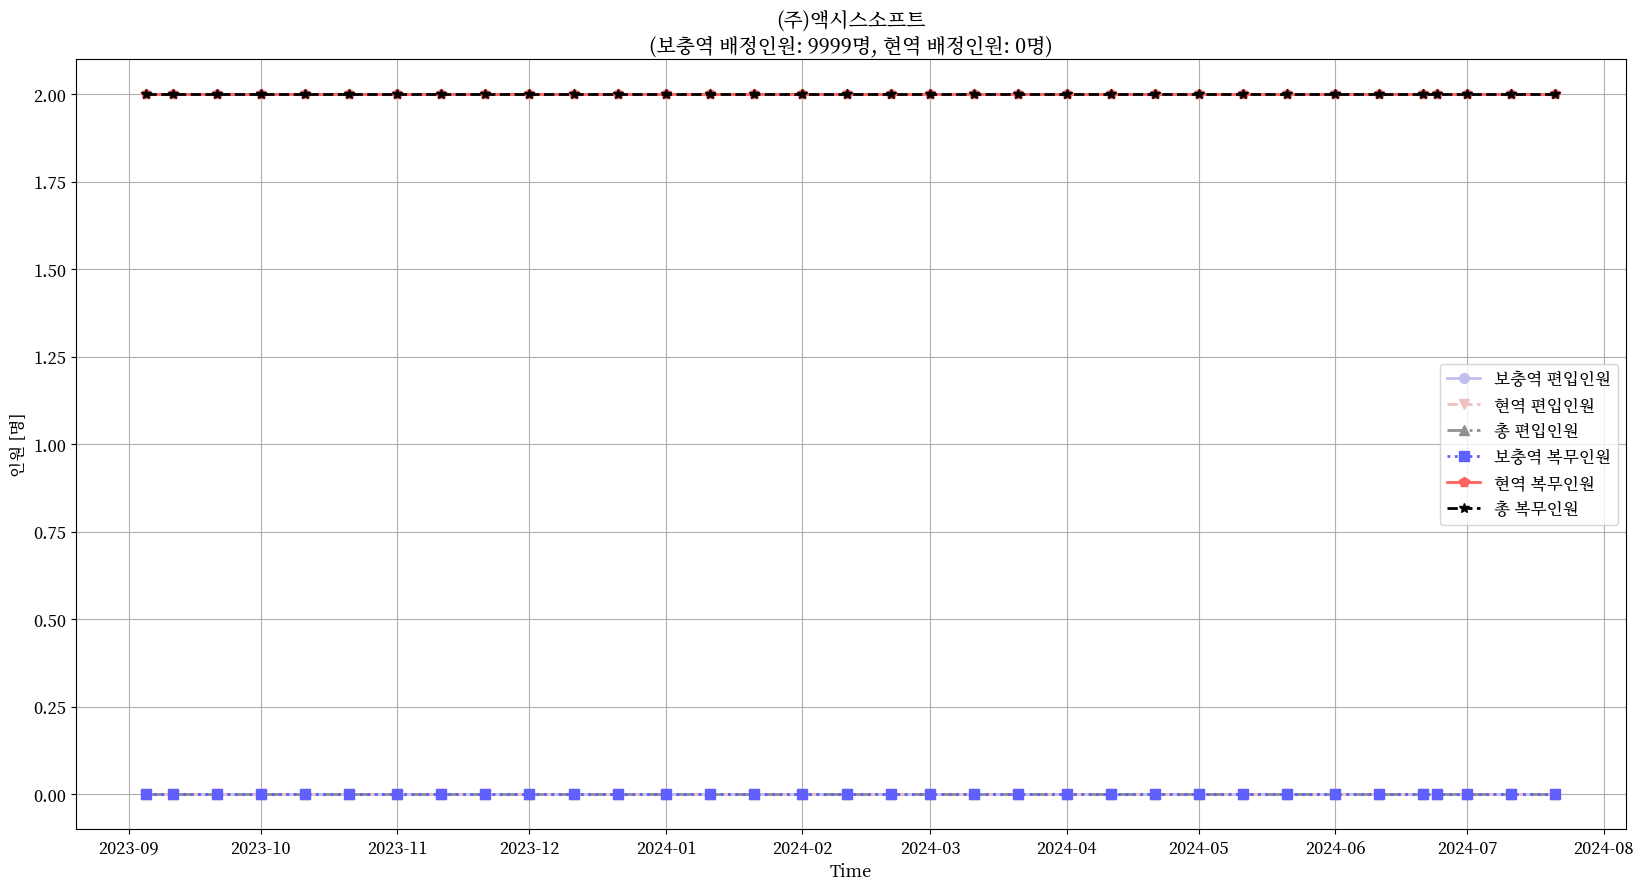 (주)액시스소프트
(보충역 배정인원: 9999명, 현역 배정인원: 0명)
인원 [명]
2.00
1.75
1.50
1.25
1.00
0.75
0.50
0.25
0.00
보충역 편입인원
현역 편입인원
총 편입인원
보충역 복무인원
현역 복무인원
총 복무인원
2023-09 2023-10 2023-11 2023-12 2024-01 2024-02 2024-03 2024-04 2024-05 2024-06 2024-07 2024-08
Time